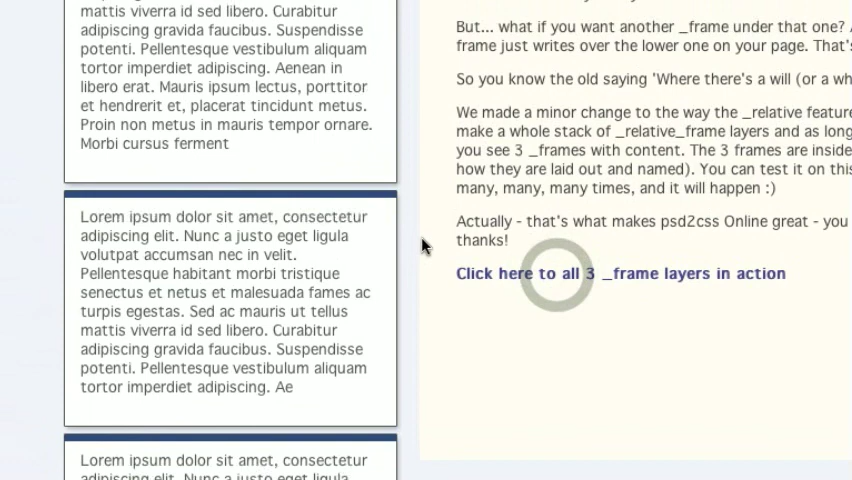 mattis viverra id sed libero. Curabitur
adipiscing gravida faucibus. Suspendisse
potenti. Pellentesque vestibulum aliquam
tortor imperdiet adipiscing. Aenean in
libero erat. Mauris ipsum lectus, porttitor
et hendrerit et, placerat tincidunt metus.
Proin non metus in mauris tempor ornare.
Morbi cursus ferment
Lorem ipsum dolor sit amet, consectetur
adipiscing elit. Nunc a justo eget ligula
volutpat accumsan nec in velit.
Pellentesque habitant morbi tristique
senectus et netus et malesuada fames ac
turpis egestas. Sed ac mauris ut tellus
mattis viverra id sed libero. Curabitur
adipiscing gravida faucibus. Suspendisse
potenti. Pellentesque vestibulum aliquam
tortor imperdiet adipiscing. Ae
Lorem ipsum dolor sit amet, consectetur
adipiscing elit. Nunc a justo eget ligula
But... what if you want another _frame under that one?
frame just writes over the lower one on your page. That's
So you know the old saying 'Where there's a will (or a
We made a minor change to the way the _relative
make a whole stack of _relative_frame layers and as long
you see 3 _frames with content. The 3 frames are inside
how they are laid out and named). You can test it on this
many, many, many times, and it will happen :)
Actually - that's what makes psd2css Online great - you
thanks!
Click here to all 3 _frame layers in action